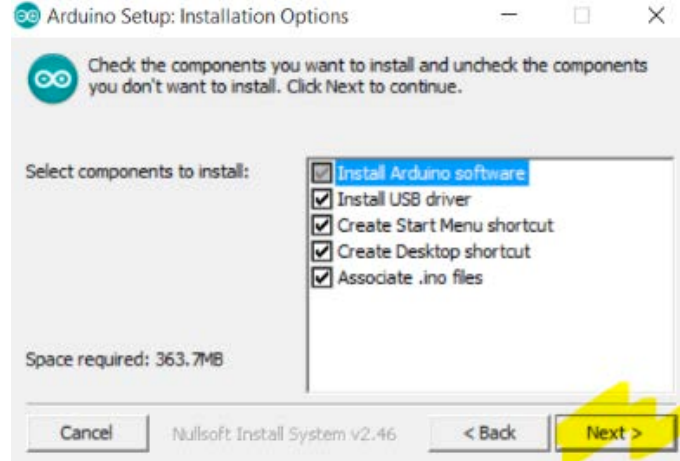 Arduino Setup: Installation Options
Check the components you want to install and uncheck the components
you don't want to install. Click Next to continue.
Select components to install:
Install Arduino software
Install USB driver
Create Start Menu shortcut
Create Desktop shortcut
Associate .ino files
Space required: 363.7MB
Cancel
Nullsoft Install System v2.46
< Back
Next >